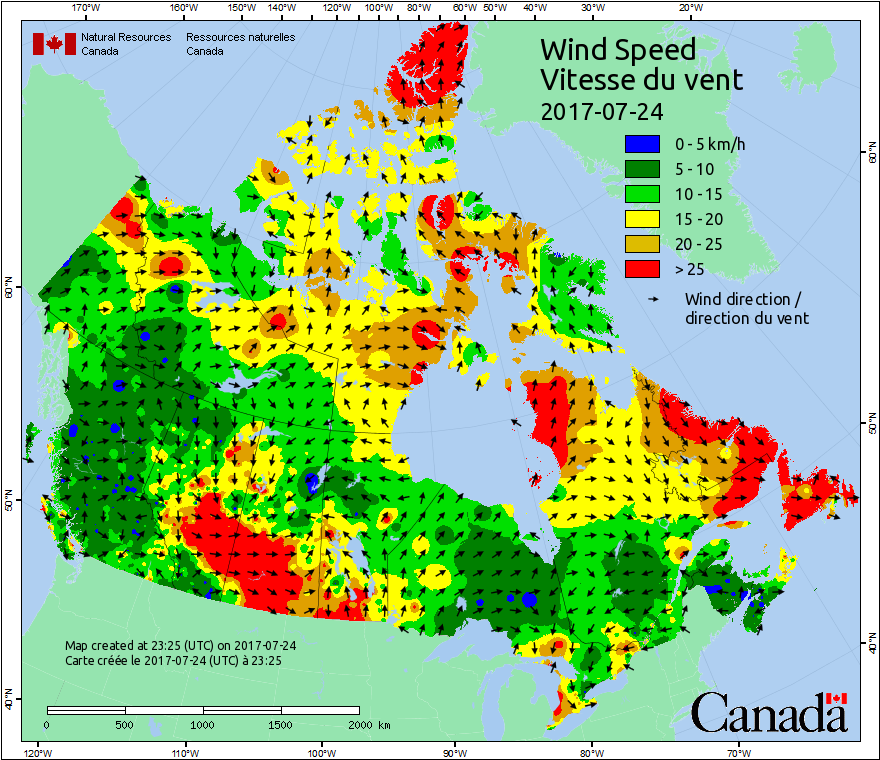 170°W 160°W 150°W 140°W 120°W 100°W 80°W 60°W 50°W 40°W 30°W 20°W
Natural Resources Ressources naturelles
Canada Canada
Wind Speed
Vitesse du vent
2017-07-24
0 - 5 km/h
5 - 10
10 - 15
15 - 20
20 - 25
> 25
Wind direction /
direction du vent
60°N
60°N
50°N
50°N
40°N
40°N
Map created at 23:25 (UTC) on 2017-07-24
Carte créée le 2017-07-24 (UTC) à 23:25
0 500 1000 1500 2000 km
Canada
120°W 110°W 100°W 90°W 80°W 70°W